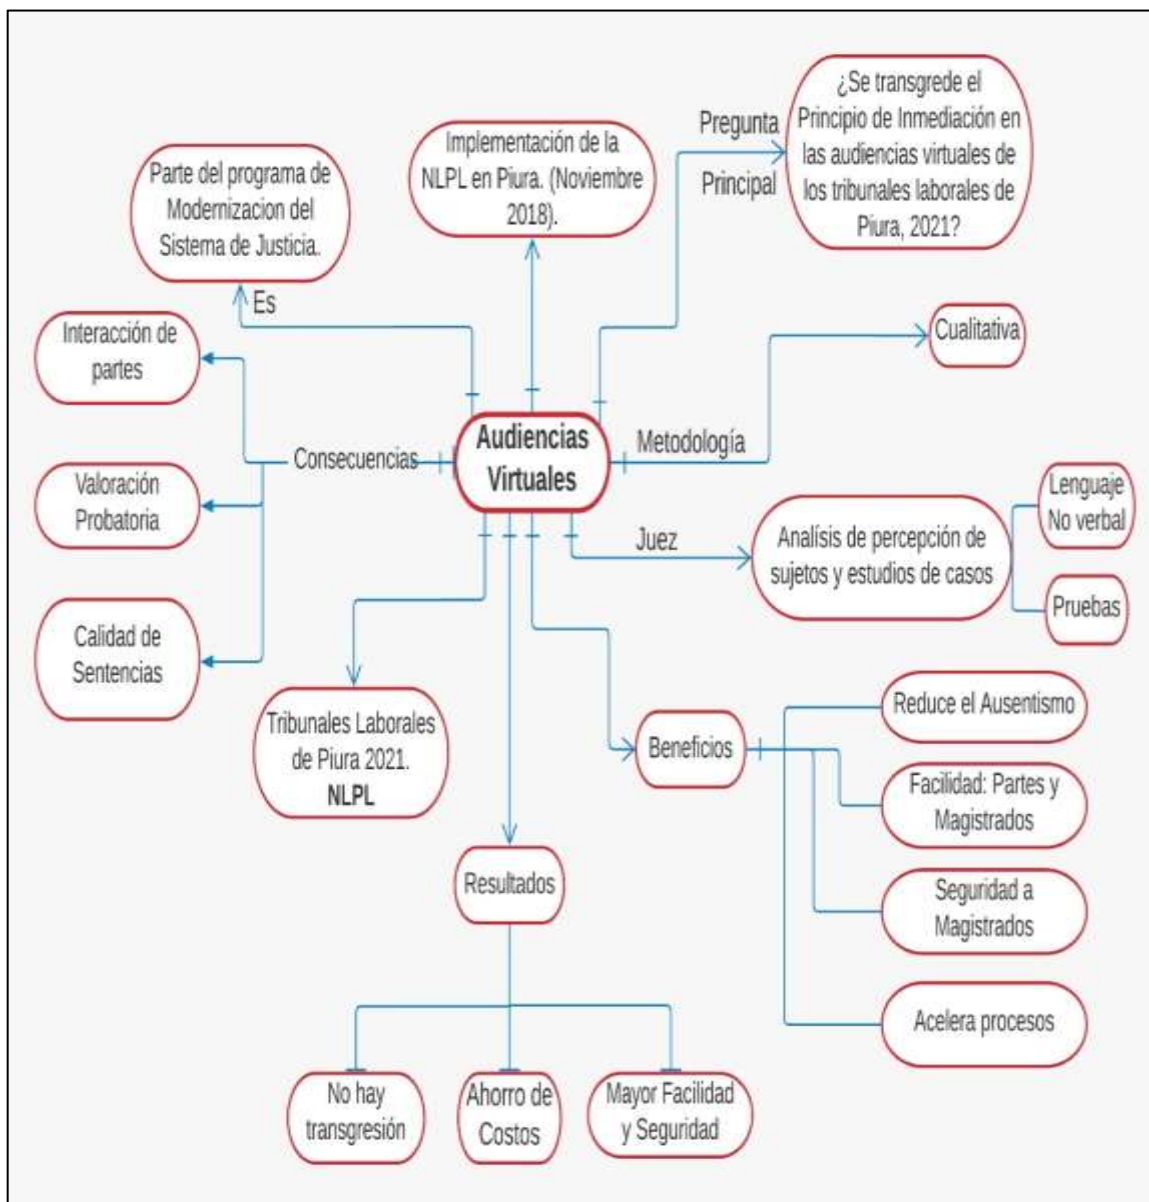 ¿Se transgrede el
Principio de Inmediación en
las audiencias virtuales de
los tribunales laborales de
Piura, 2021?
Pregunta
Principal
Implementación de la
NLPL en Piura. (Noviembre
2018).
Parte del programa de
Modernizacion del
Sistema de Justicia.
Es
Interacción de
partes
Cualitativa
Audiencias
Virtuales
Metodología
Consecuencias
Valoración
Probatoria
Lenguaje
No verbal
Juez
Analísis de percepción de
sujetos y estudios de casos
Pruebas
Calidad de
Sentencias
Tribunales Laborales
de Piura 2021.
NLPL
Beneficios
Reduce el Ausentismo
Facilidad: Partes y
Magistrados
Seguridad a
Magistrados
Acelera procesos
Resultados
No hay
transgresión
Ahorro de
Costos
Mayor Facilidad
y Seguridad